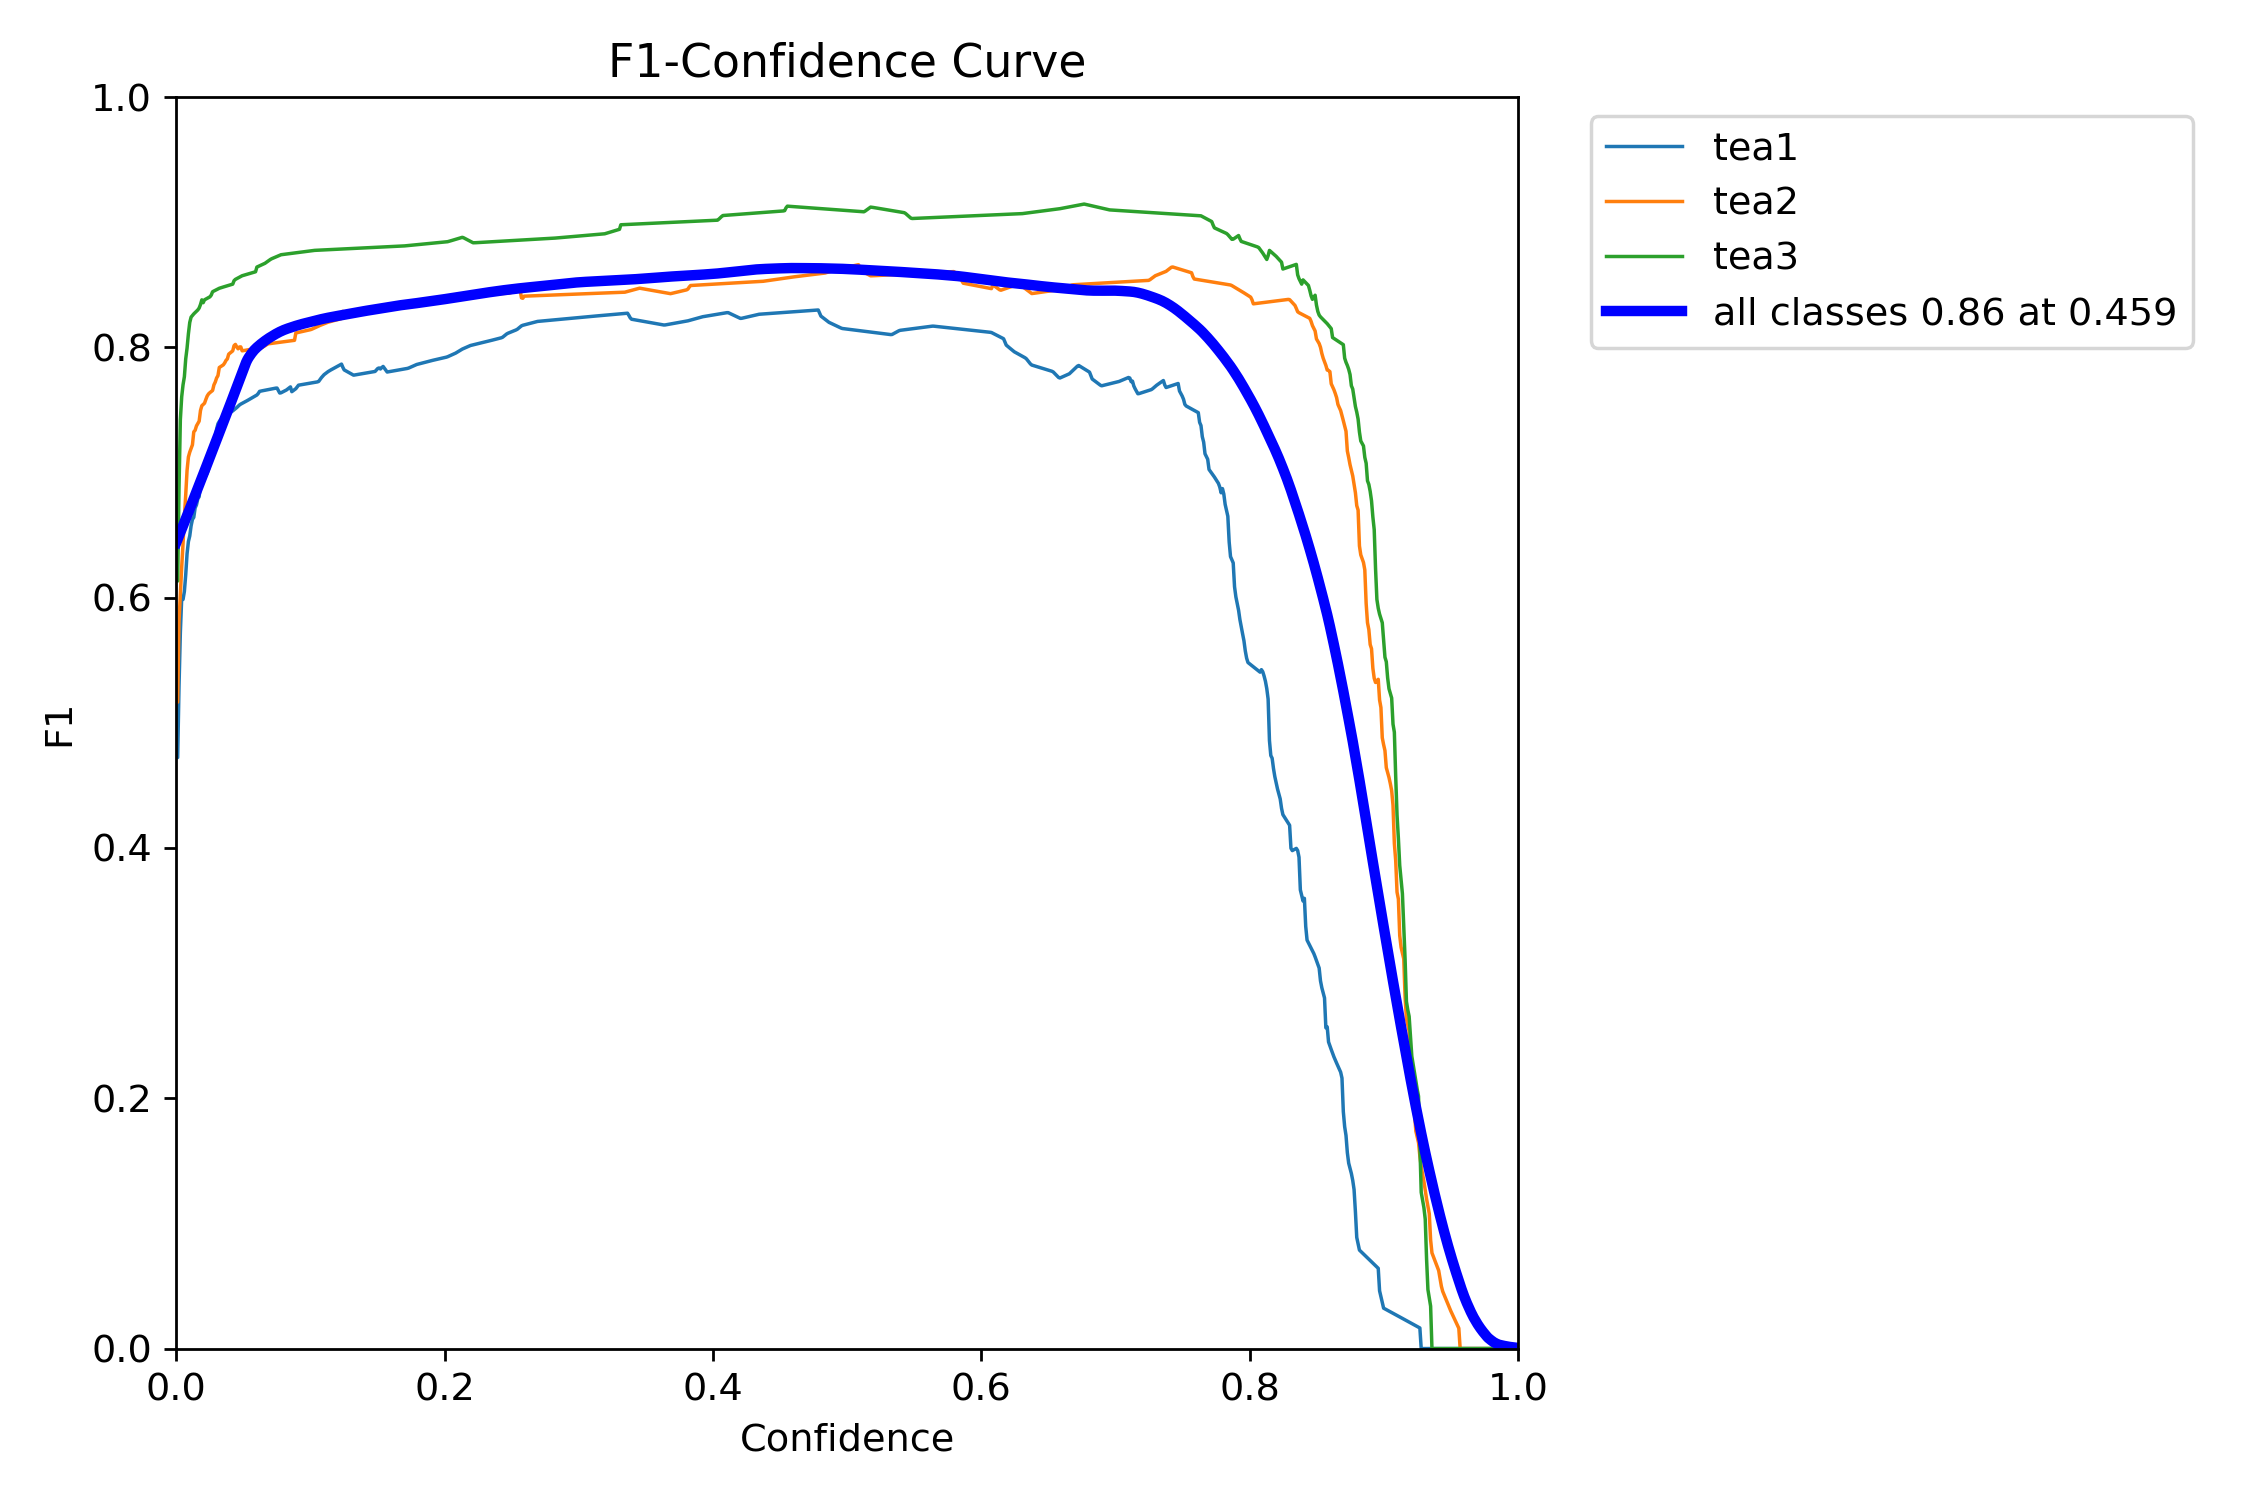 F1-Confidence Curve
1.0
0.8
0.6
0.4
0.2
0.0
F1
0.0 0.2 0.4 0.6 0.8 1.0
Confidence
tea1
tea2
tea3
all classes 0.86 at 0.459